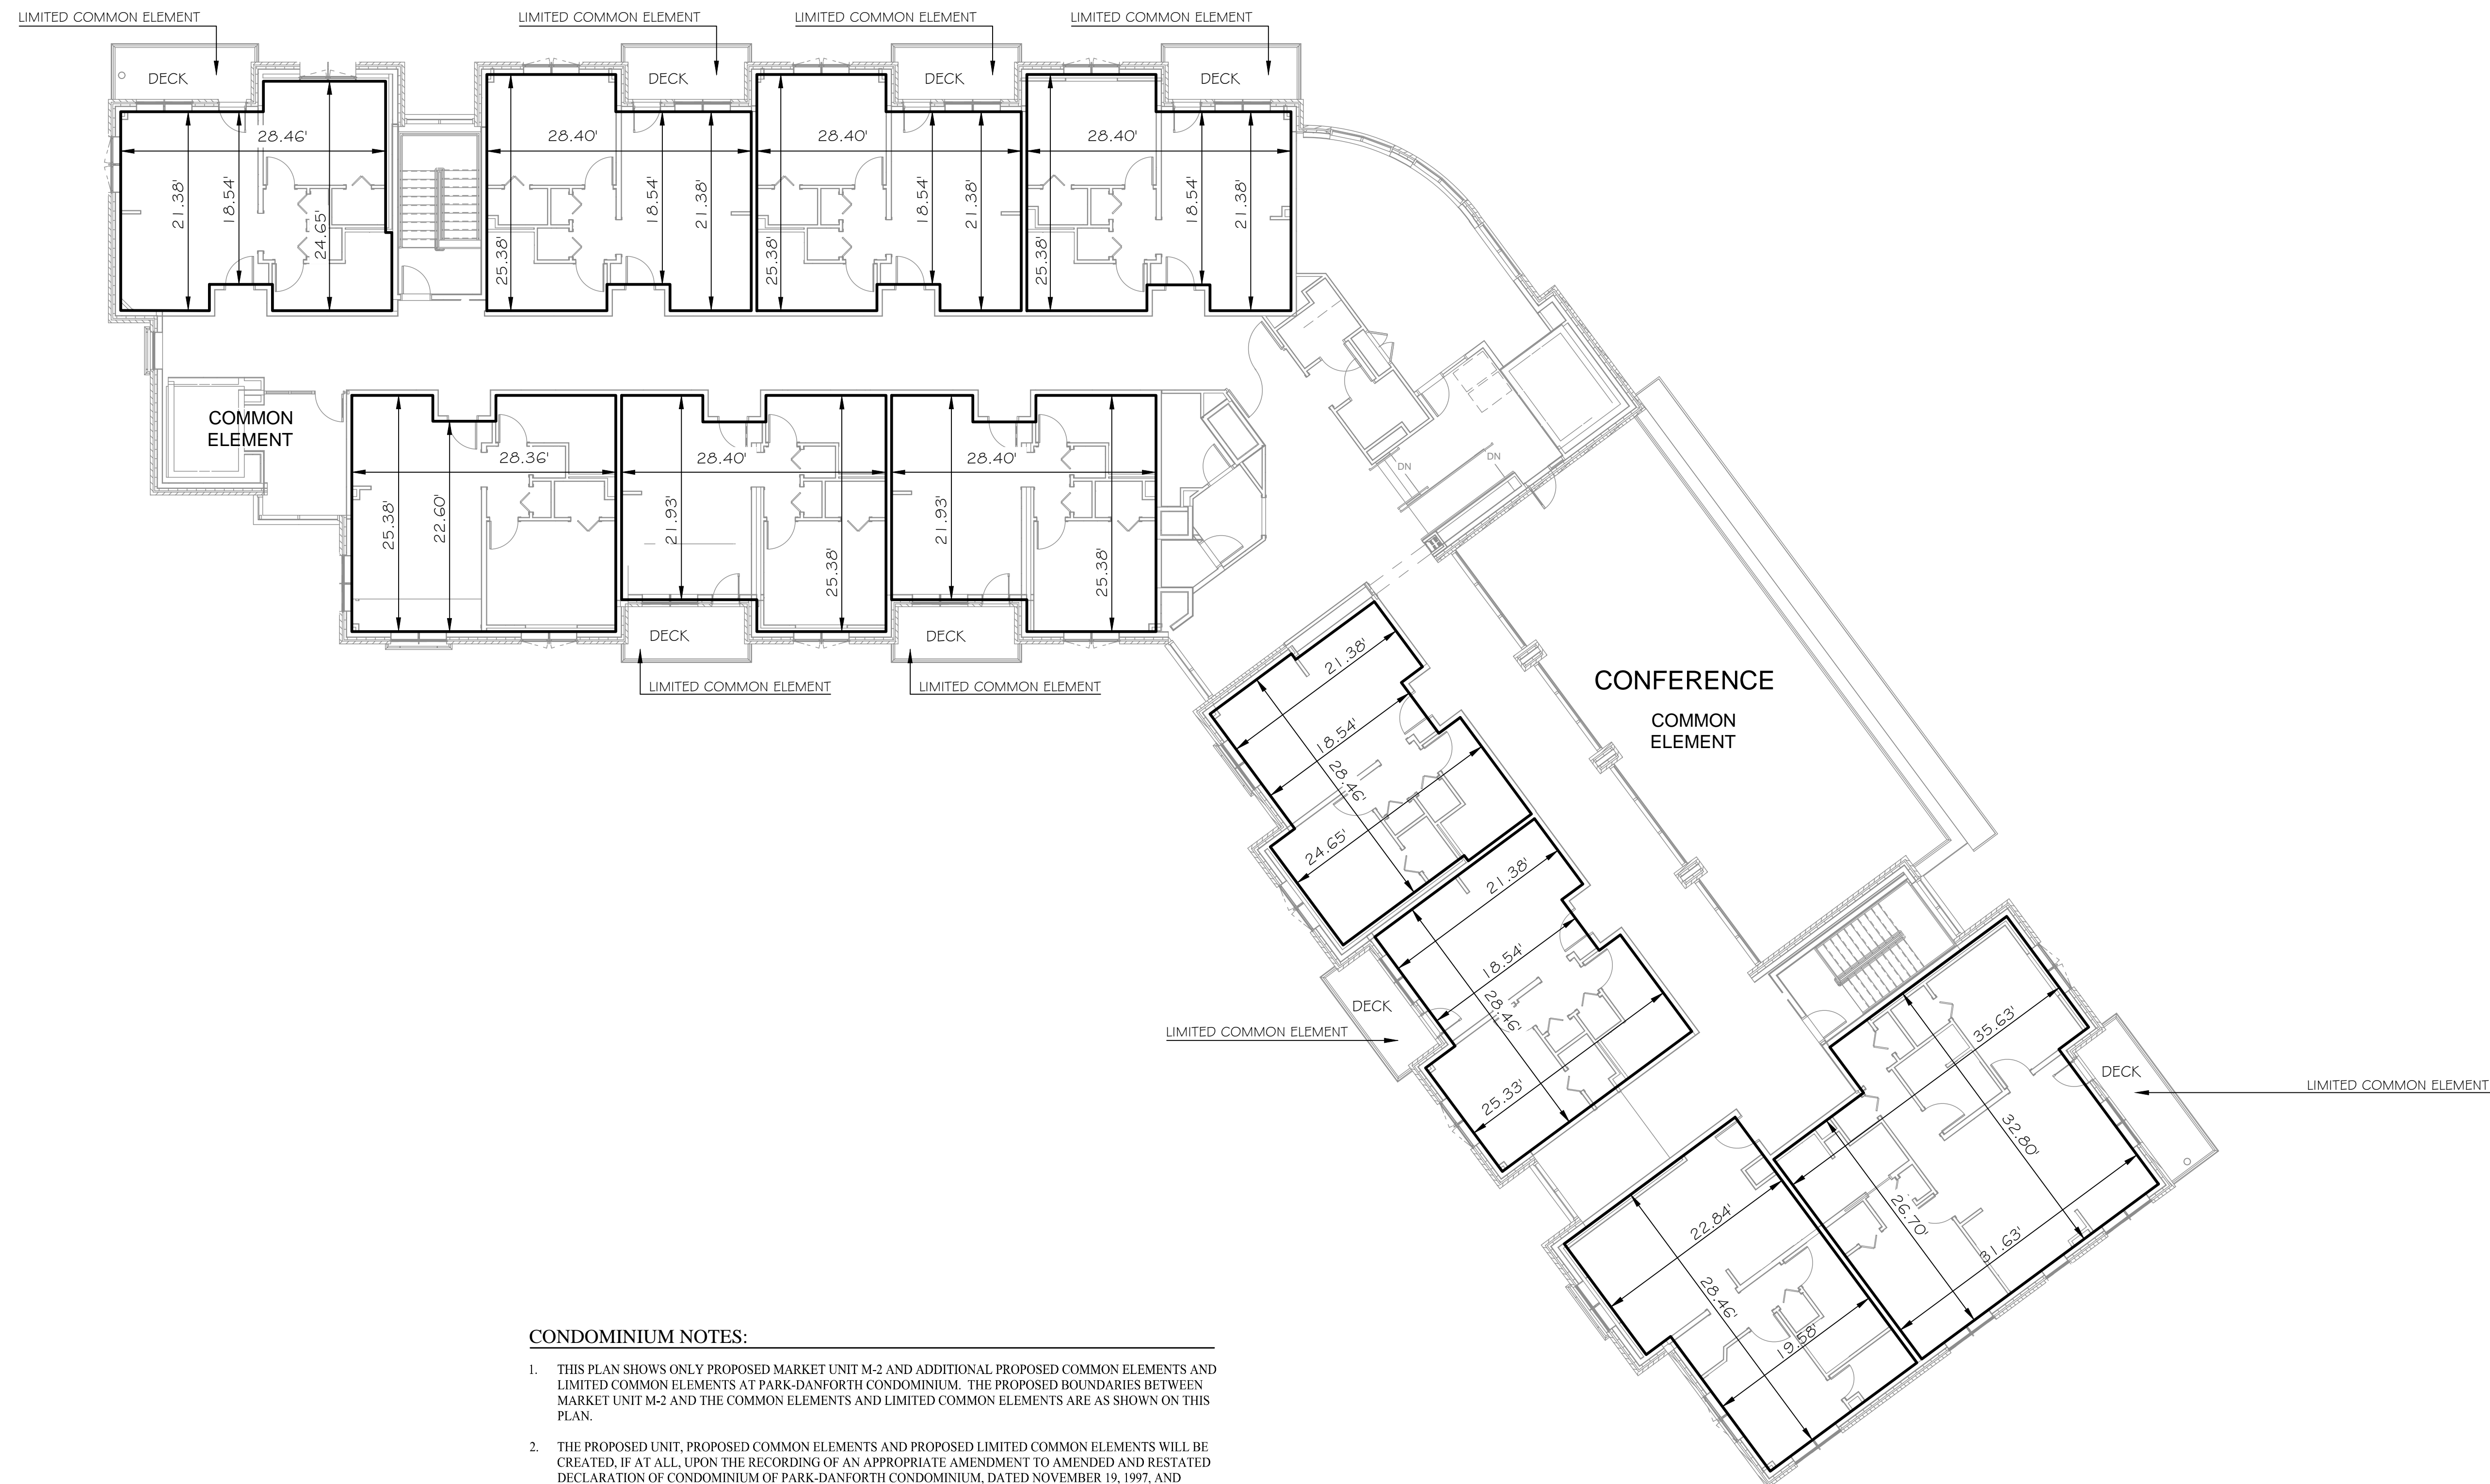 LIMITED COMMON ELEMENT
LIMITED COMMON ELEMENT
LIMITED COMMON ELEMENT
LIMITED COMMON ELEMENT
DECK
DECK
DECK
DECK
28.46'
28.40'
28.40'
28.40'
21.38'
18.54'
24.65'
25.38'
18.54'
21.38'
25.38'
18.54'
21.38'
25.38'
18.54'
21.38'
COMMON
ELEMENT
28.36'
28.40'
28.40'
25.38'
22.60'
21.93'
25.38'
21.93'
25.38'
DN
DN
DECK
DECK
LIMITED COMMON ELEMENT
LIMITED COMMON ELEMENT
CONFERENCE
COMMON
ELEMENT
21.38'
18.54'
28.46'
24.65'
21.38'
18.54'
28.46'
25.33'
DECK
LIMITED COMMON ELEMENT
35.63'
32.80'
26.70'
31.63'
DECK
LIMITED COMMON ELEMENT
22.84'
28.46'
19.58'
CONDOMINIUM NOTES:
1. THIS PLAN SHOWS ONLY PROPOSED MARKET UNIT M-2 AND ADDITIONAL PROPOSED COMMON ELEMENTS AND
LIMITED COMMON ELEMENTS AT PARK-DANFORTH CONDOMINIUM. THE PROPOSED BOUNDARIES BETWEEN
MARKET UNIT M-2 AND THE COMMON ELEMENTS AND LIMITED COMMON ELEMENTS ARE AS SHOWN ON THIS
PLAN.
2. THE PROPOSED UNIT, PROPOSED COMMON ELEMENTS AND PROPOSED LIMITED COMMON ELEMENTS WILL BE
CREATED, IF AT ALL, UPON THE RECORDING OF AN APPROPRIATE AMENDMENT TO AMENDED AND RESTATED
DECLARATION OF CONDOMINIUM OF PARK-DANFORTH CONDOMINIUM, DATED NOVEMBER 19, 1997, AND